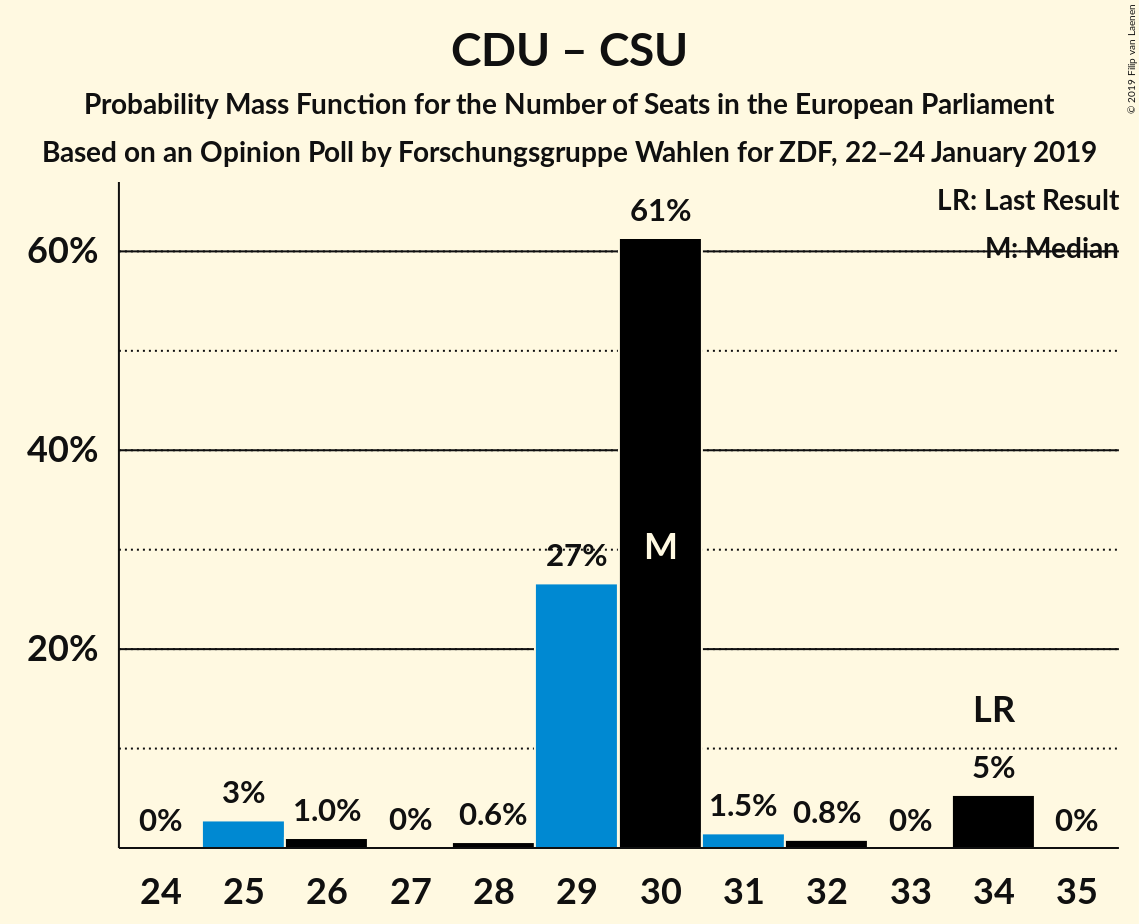 CDU – CSU
Probability Mass Function for the Number of Seats in the European Parliament
Based on an Opinion Poll by Forschungsgruppe Wahlen for ZDF, 22–24 January 2019
© 2019 Filip van Laenen
LR: Last Result
M: Median
60%
40%
20%
0%
3%
1.0%
0%
0.6%
27%
61%
M
1.5%
0.8%
0%
LR
5%
0%
24 25 26 27 28 29 30 31 32 33 34 35